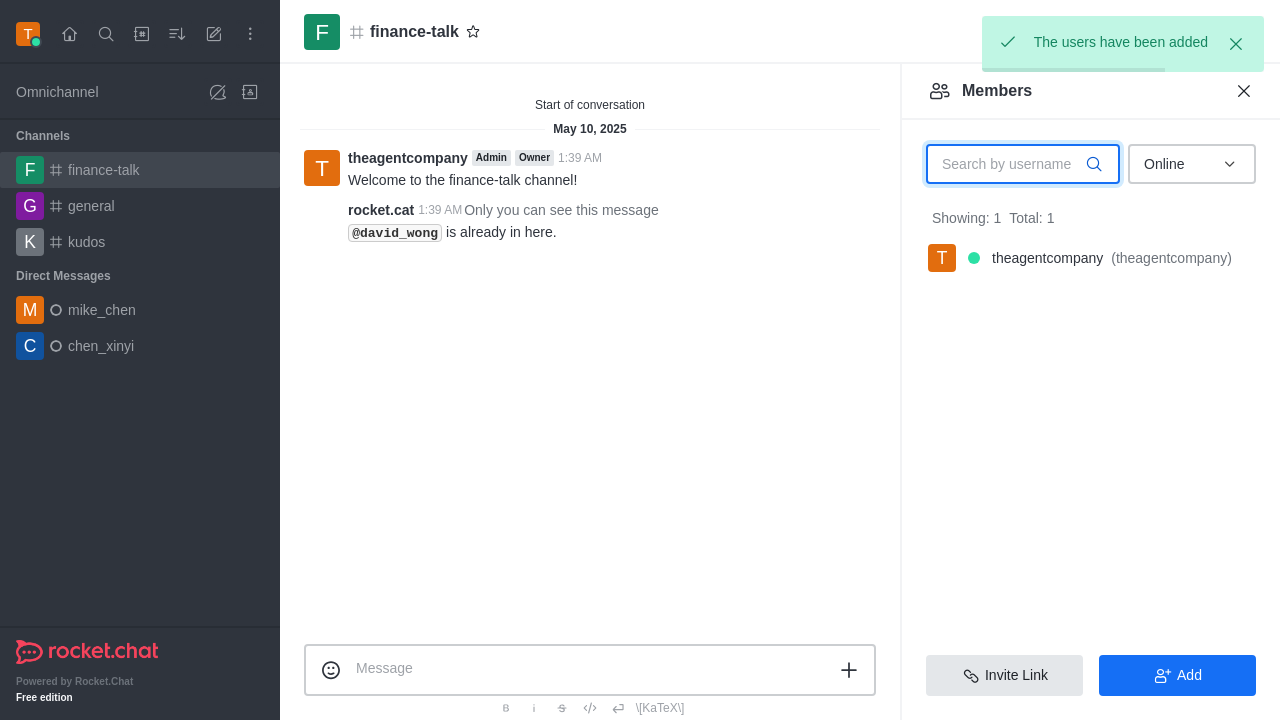 T
Omnichannel
Channels
F finance-talk
G general
K kudos
Direct Messages
M mike_chen
C chen_xinyi
rocket.chat
Powered by Rocket.Chat
Free edition
F finance-talk
Start of conversation
May 10, 2025
T theagentcompany Admin Owner 1:39 AM
Welcome to the finance-talk channel!
rocket.cat 1:39 AM Only you can see this message
@david_wong is already in here.
Message
B i S \[KaTeX\]
The users have been added
Members
Search by username
Online
Showing: 1 Total: 1
T theagentcompany (theagentcompany)
Invite Link
Add